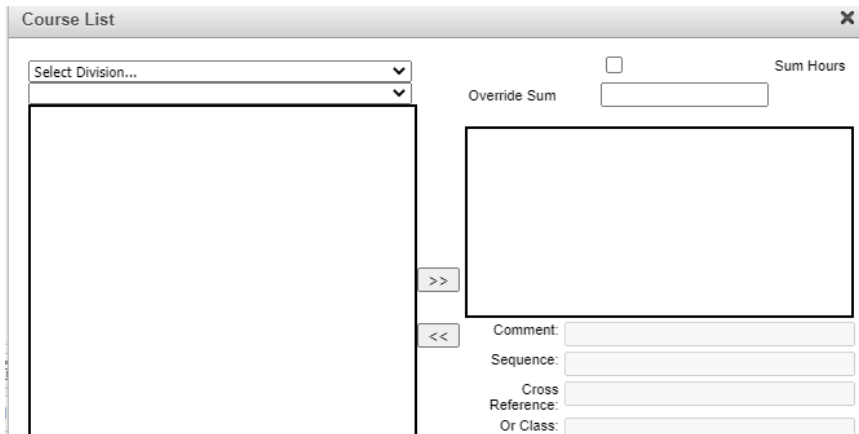 Course List
Select Division...
Sum Hours
Override Sum
>>
<<
Comment:
Sequence:
Cross
Reference:
Or Class: